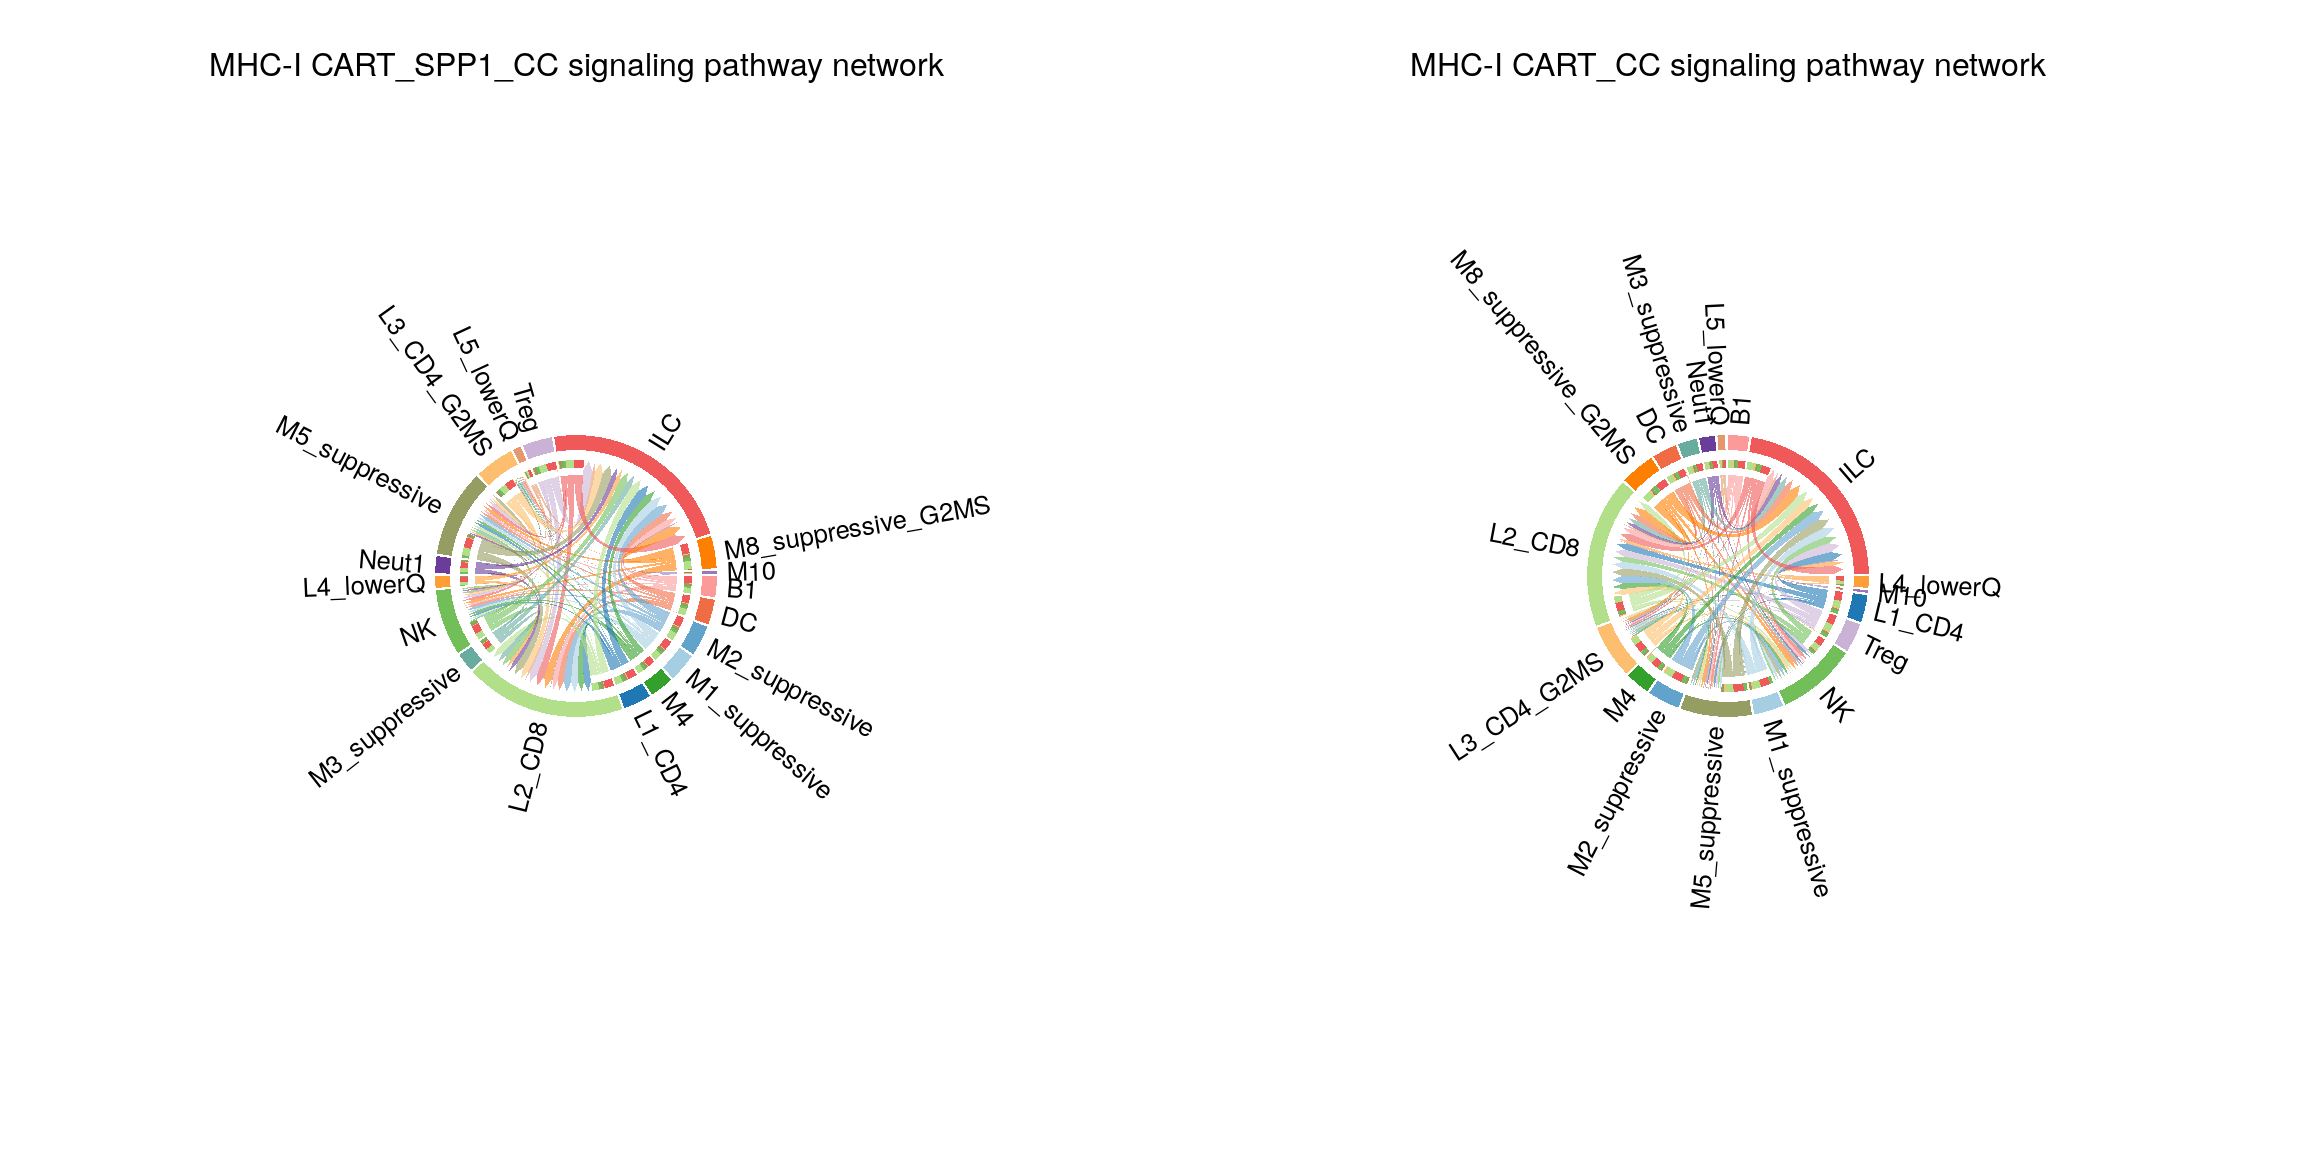 MHC-I CART_SPP1_CC signaling pathway network
ILC
M8_suppressive_G2MS
M10
B1
DC
M2_suppressive
M1_suppressive
M4
L1_CD4
L2_CD8
M3_suppressive
NK
L4_lowerQ
Neut1
M5_suppressive
L3_CD4_G2MS
L5_lowerQ
Treg
MHC-I CART_CC signaling pathway network
ILC
L4_lowerQ
M10
L1_CD4
Treg
NK
M1_suppressive
M5_suppressive
M2_suppressive
M4
L3_CD4_G2MS
L2_CD8
M8_suppressive_G2MS
DC
M3_suppressive
Neut1
L5_lowerQ
B1